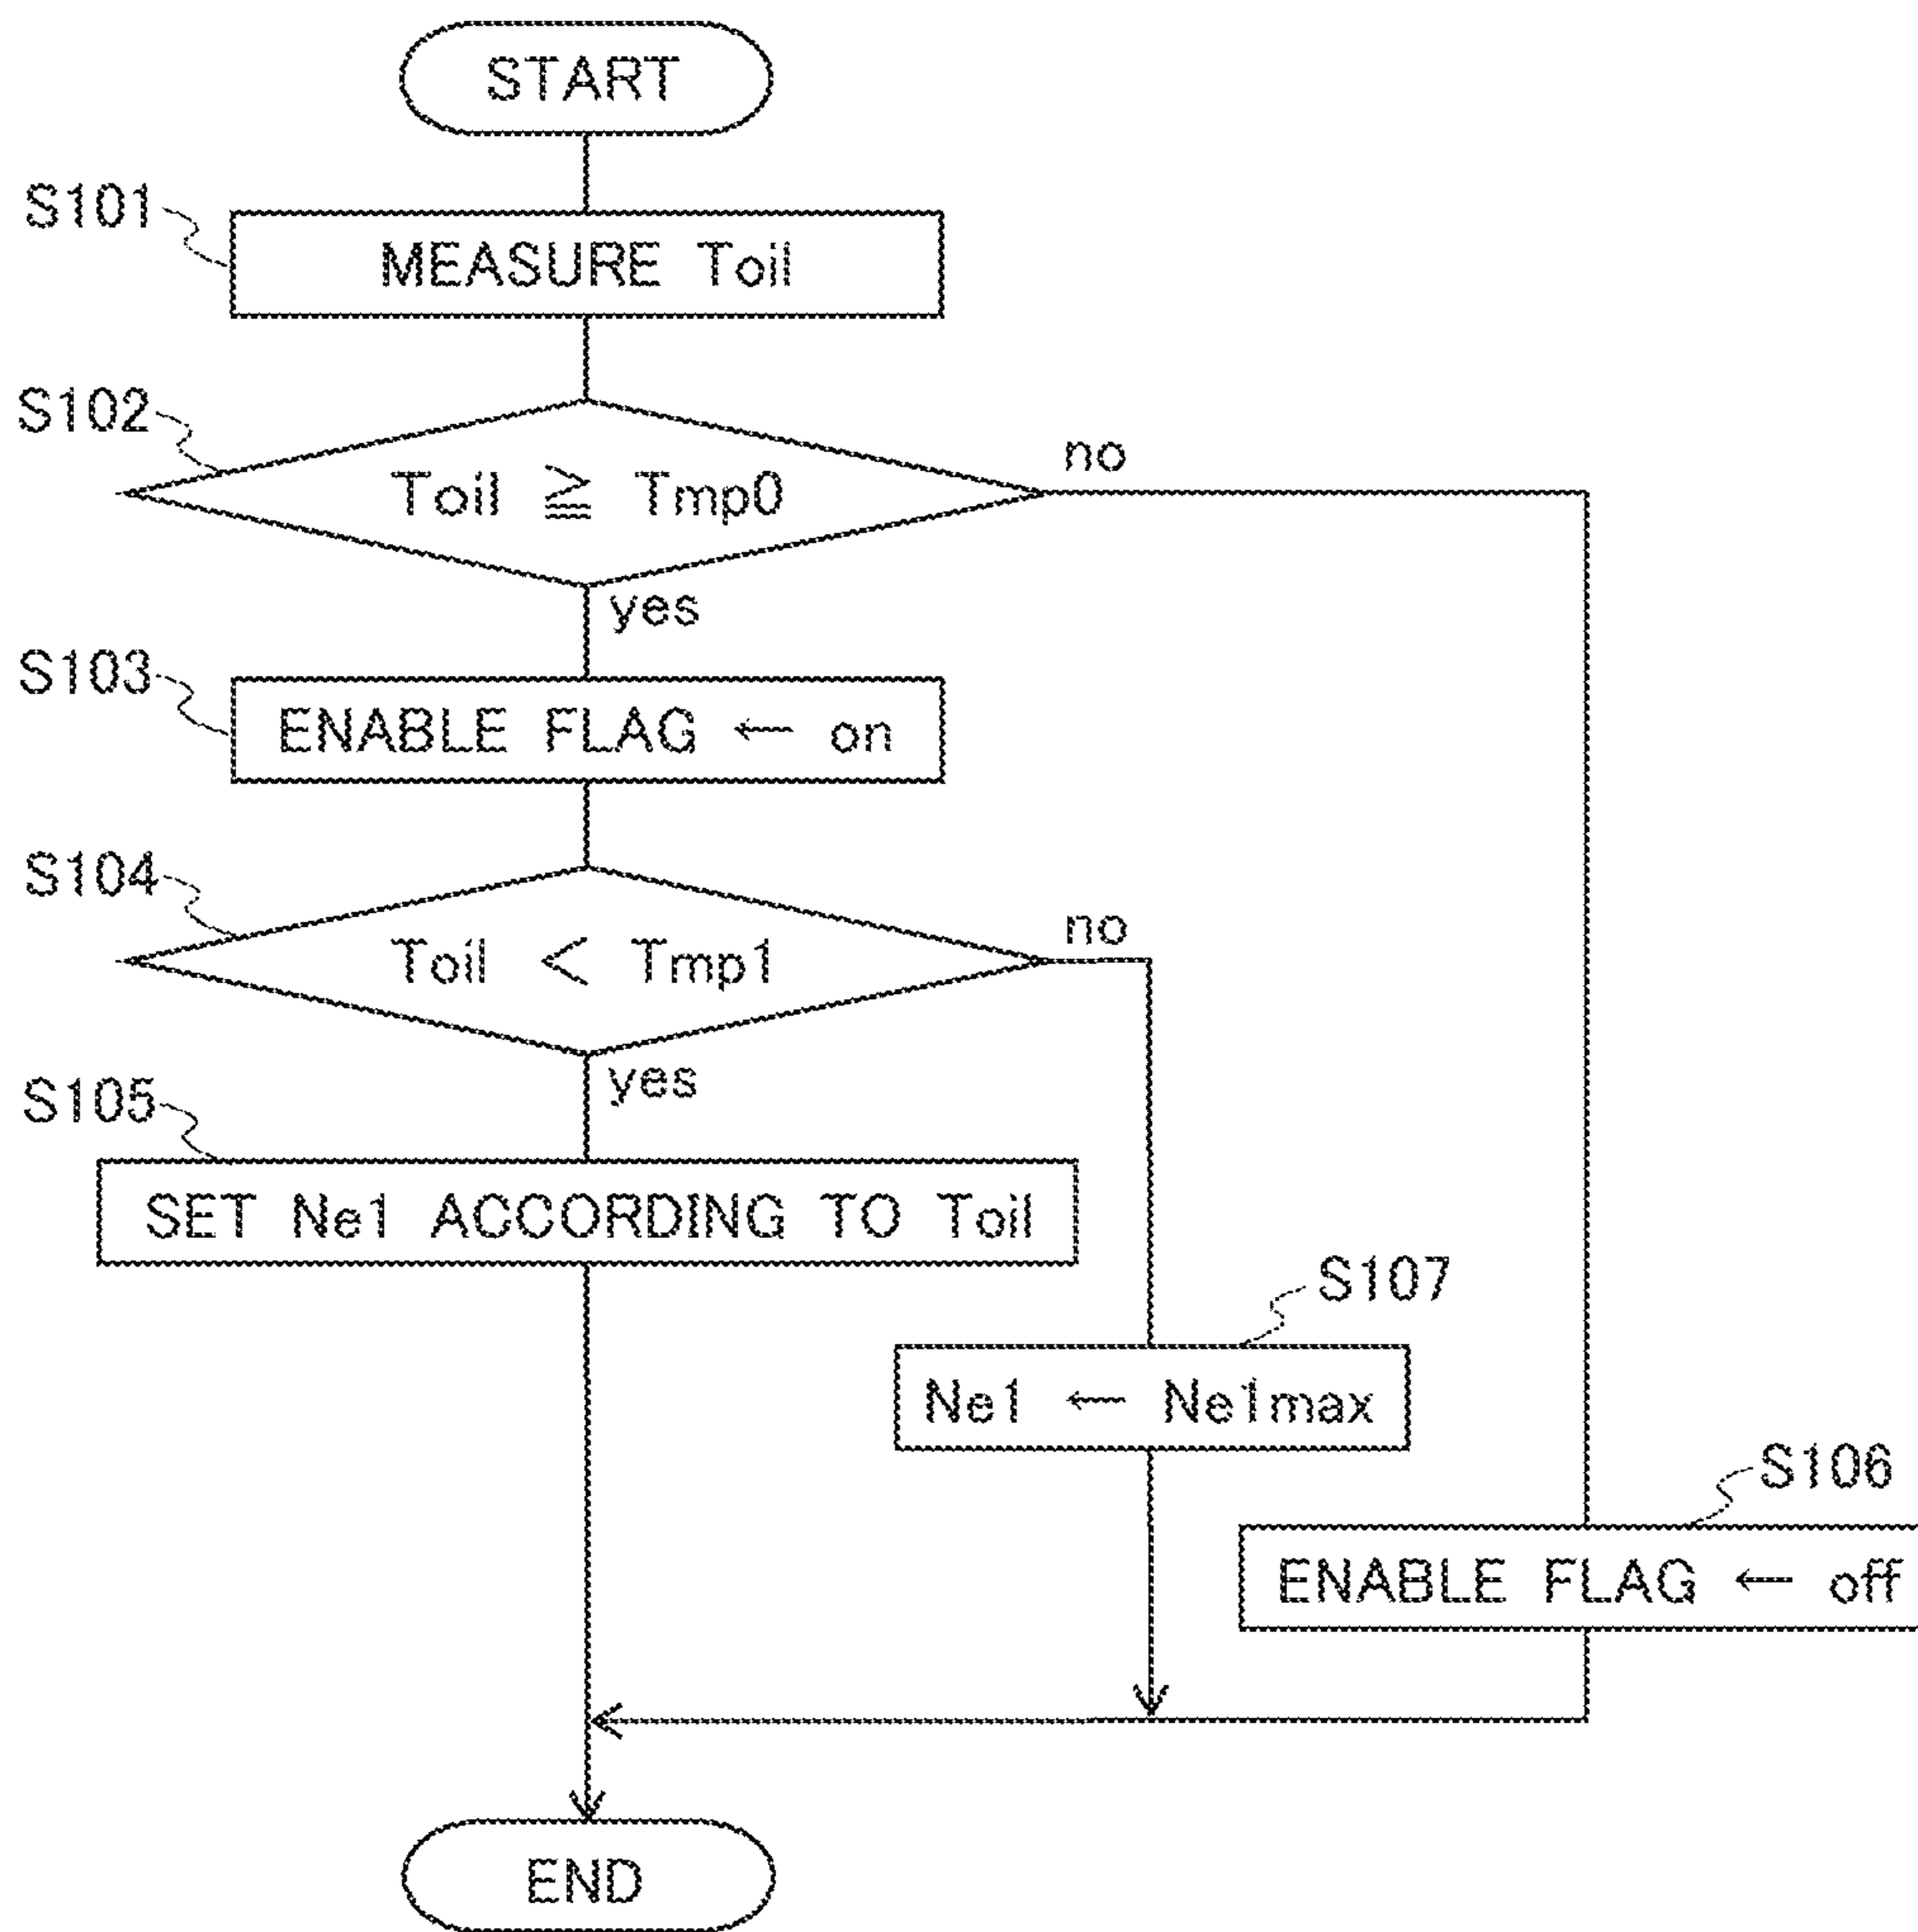 START
S101
MEASURE Toil
S102
Toil ≧ Tmp0
no
yes
S103
ENABLE FLAG ← on
S104
Toil < Tmp1
no
yes
S105
SET Ne1 ACCORDING TO Toil
S107
Ne1 ← Ne1max
S106
ENABLE FLAG ← off
END